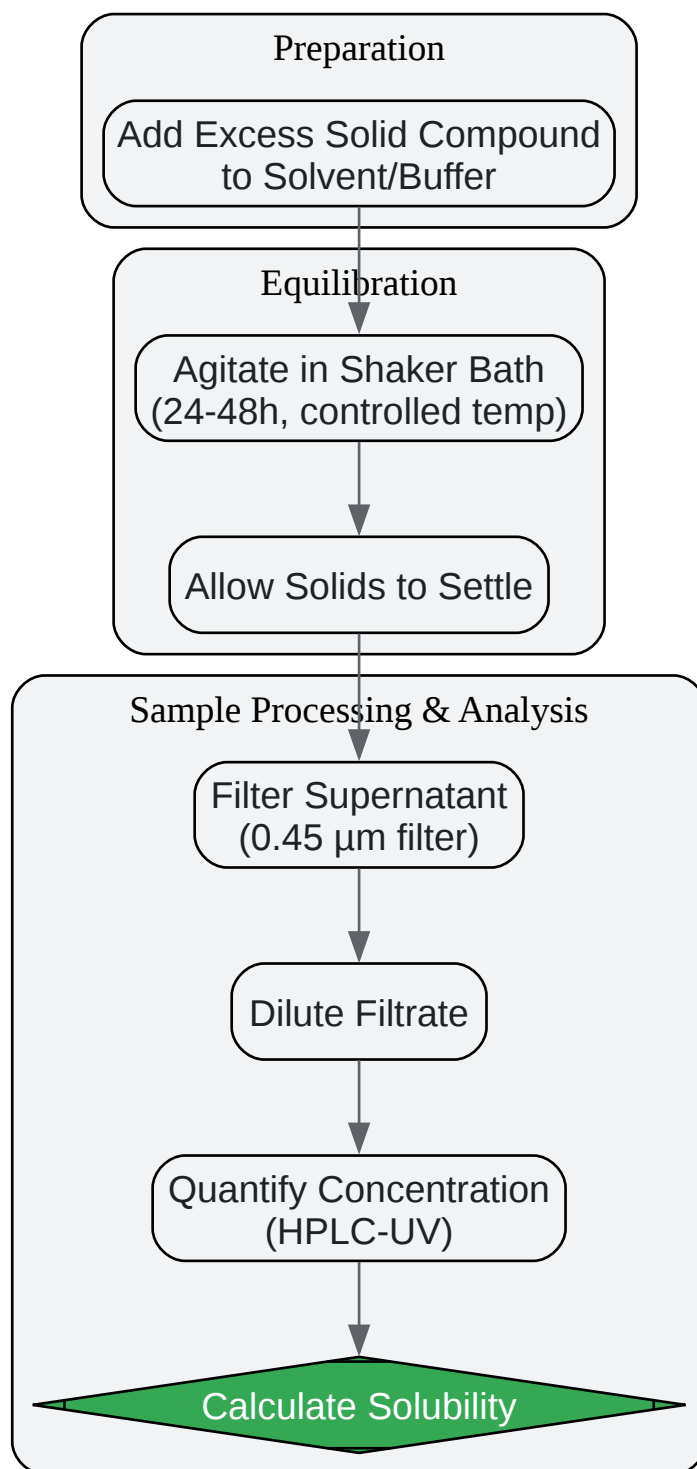 Preparation
Add Excess Solid Compound
to Solvent/Buffer
Equilibration
Agitate in Shaker Bath
(24-48h, controlled temp)
Allow Solids to Settle
Sample Processing & Analysis
Filter Supernatant
(0.45 µm filter)
Dilute Filtrate
Quantify Concentration
(HPLC-UV)
Calculate Solubility